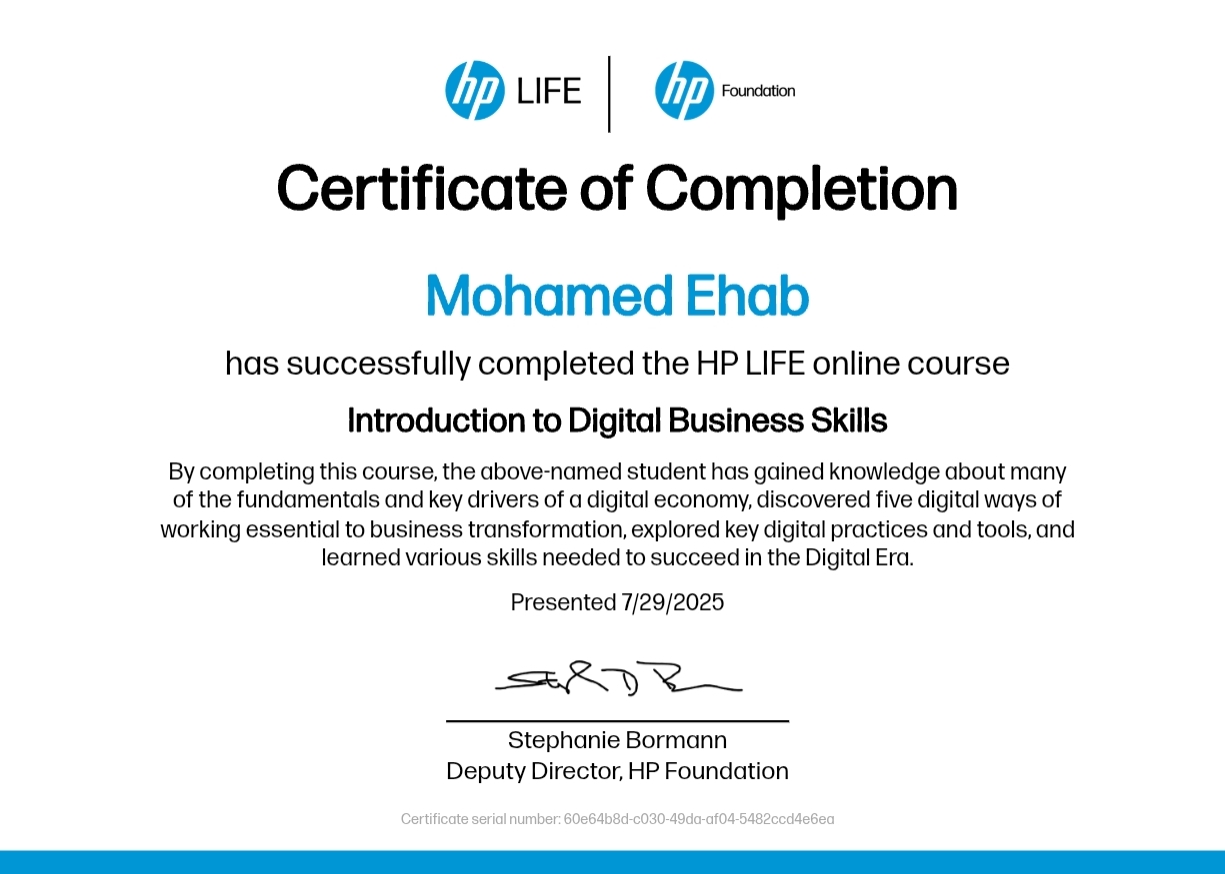 hp LIFE | hp Foundation
Certificate of Completion
Mohamed Ehab
has successfully completed the HP LIFE online course
Introduction to Digital Business Skills
By completing this course, the above-named student has gained knowledge about many
of the fundamentals and key drivers of a digital economy, discovered five digital ways of
working essential to business transformation, explored key digital practices and tools, and
learned various skills needed to succeed in the Digital Era.
Presented 7/29/2025
Stephanie Bormann
Deputy Director, HP Foundation
Certificate serial number: 60e64b8d-c030-49da-af04-5482ccd4e6ea